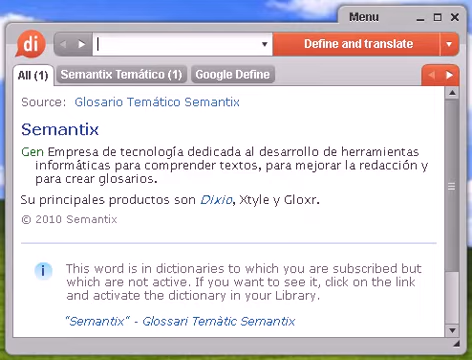 Menu
di
Define and translate
All (1) Semantix Temático (1) Google Define
Source: Glosario Temático Semantix
Semantix
Gen Empresa de tecnología dedicada al desarrollo de herramientas
informáticas para comprender textos, para mejorar la redacción y
para crear glosarios.
Su principales producto son Dixio, Xtyle y Gloxr.
© 2010 Semantix
i
This word is in dictionaries to which you are subscribed but
which are not active. If you want to see it, click on the link
and activate the dictionary in your Library.
"Semantix" - Glossari Temàtic Semantix